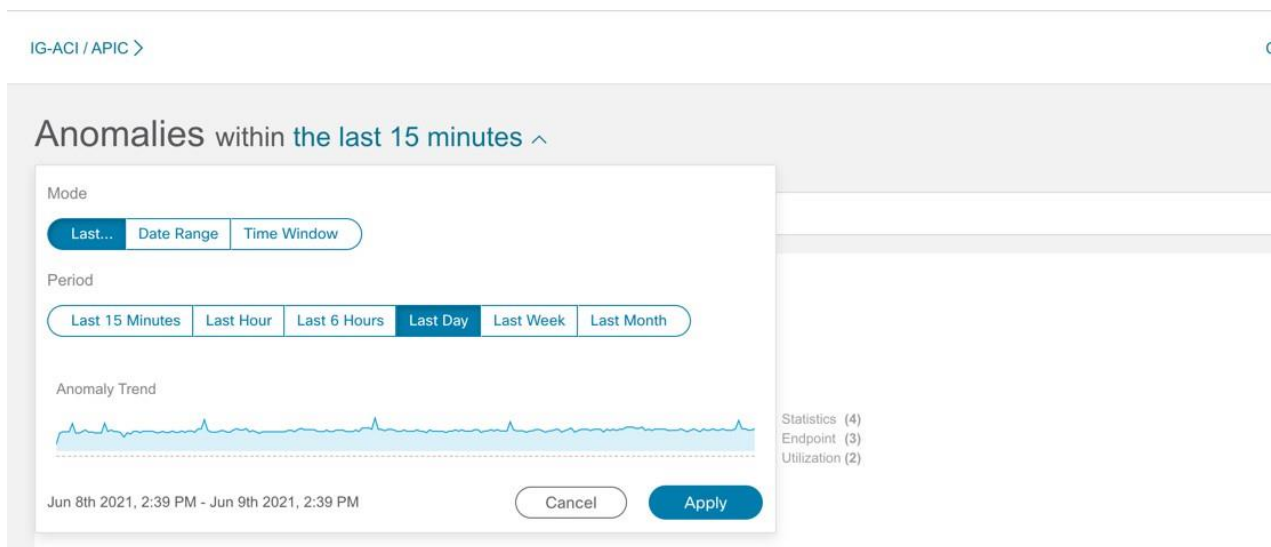 IG-ACI / APIC >
Anomalies within the last 15 minutes
Mode
Last... Date Range Time Window
Period
Last 15 Minutes Last Hour Last 6 Hours Last Day Last Week Last Month
Anomaly Trend
Statistics (4)
Endpoint (3)
Utilization (2)
Jun 8th 2021, 2:39 PM - Jun 9th 2021, 2:39 PM Cancel Apply